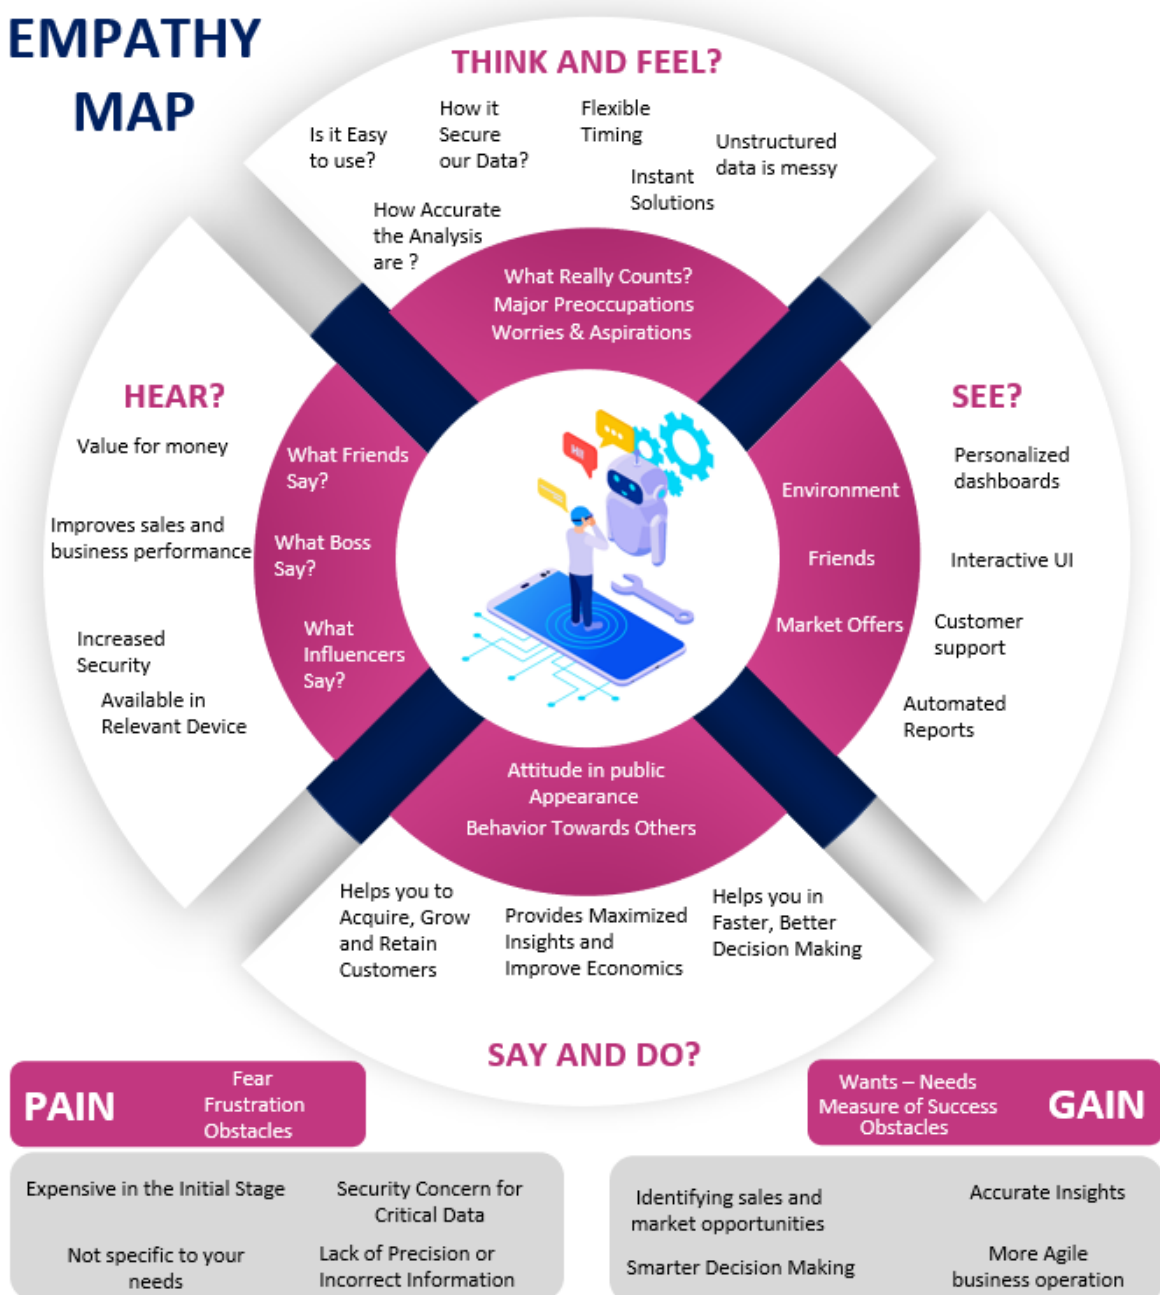 EMPATHY
MAP
THINK AND FEEL?
Is it Easy
to use?
How it
Secure
our Data?
Flexible
Timing
Unstructured
data is messy
Instant
Solutions
How Accurate
the Analysis
are ?
What Really Counts?
Major Preoccupations
Worries & Aspirations
HEAR?
Value for money
Improves sales and
business performance
Increased
Security
Available in
Relevant Device
What Friends
Say?
What Boss
Say?
What
Influencers
Say?
HI!
Environment
Friends
Market Offers
SEE?
Personalized
dashboards
Interactive UI
Customer
support
Automated
Reports
Attitude in public
Appearance
Behavior Towards Others
Helps you to
Acquire, Grow
and Retain
Customers
Provides Maximized
Insights and
Improve Economics
Helps you in
Faster, Better
Decision Making
SAY AND DO?
PAIN
Fear
Frustration
Obstacles
Expensive in the Initial Stage
Security Concern for
Critical Data
Not specific to your
needs
Lack of Precision or
Incorrect Information
Wants – Needs
Measure of Success
Obstacles
GAIN
Identifying sales and
market opportunities
Accurate Insights
Smarter Decision Making
More Agile
business operation